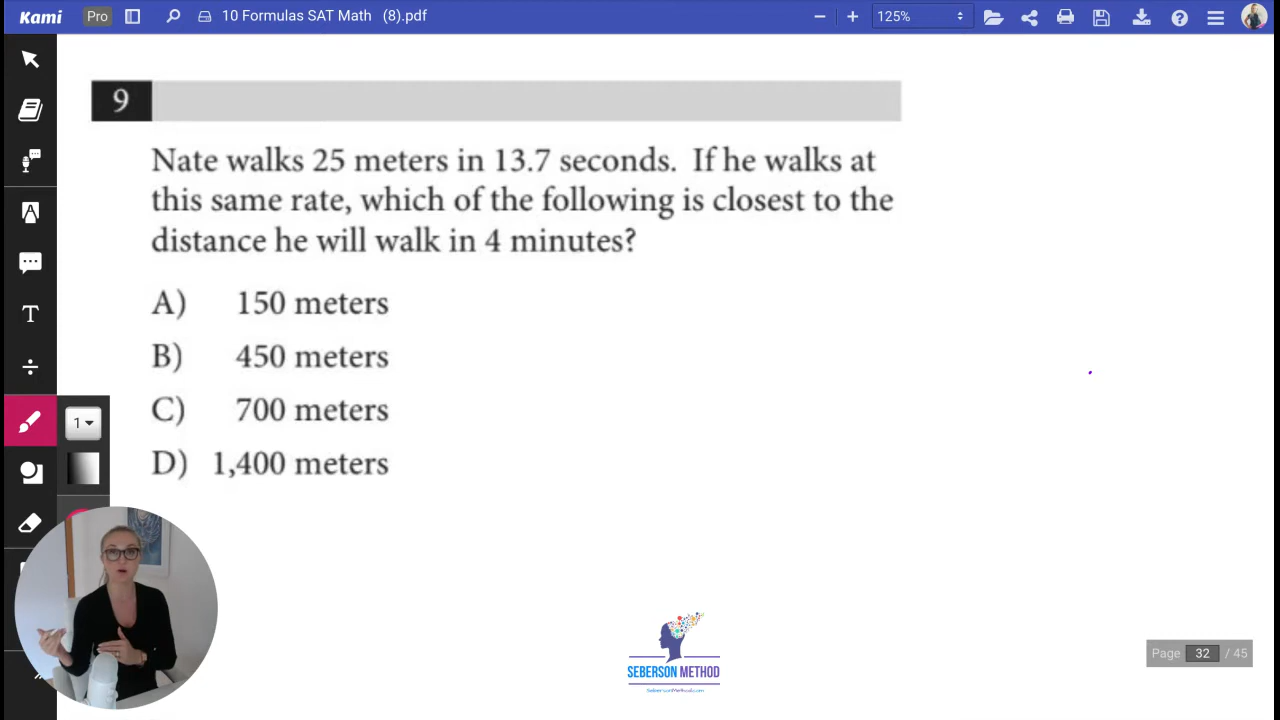 Kami Pro 10 Formulas SAT Math (8).pdf 125%
9
Nate walks 25 meters in 13.7 seconds. If he walks at
this same rate, which of the following is closest to the
distance he will walk in 4 minutes?
A) 150 meters
B) 450 meters
C) 700 meters
D) 1,400 meters
1
T
SEBERSON METHOD
SebersonMethod.com
Page 32 / 45